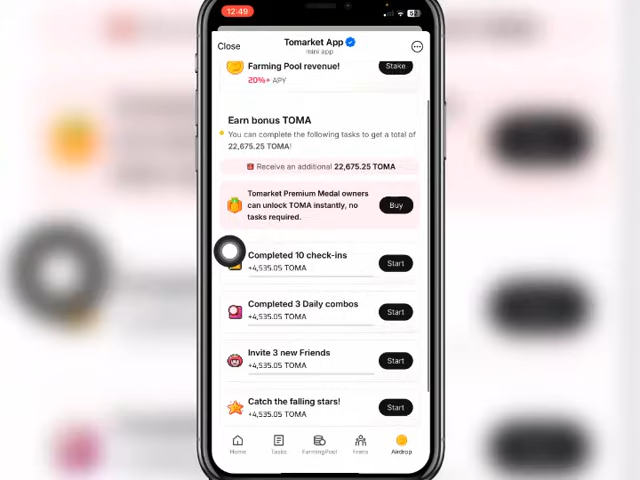 12:49
52
Close
Tomarket App
mini app
Farming Pool revenue!
20%+ APY
Stake
Earn bonus TOMA
You can complete the following tasks to get a total of
22,675.25 TOMA!
Receive an additional 22,675.25 TOMA
Tomarket Premium Medal owners
can unlock TOMA instantly, no
tasks required.
Buy
Completed 10 check-ins
+4,535.05 TOMA
Start
Completed 3 Daily combos
+4,535.05 TOMA
Start
Invite 3 new Friends
+4,535.05 TOMA
Start
Catch the falling stars!
+4,535.05 TOMA
Start
Home
Tasks
FarmingPool
Frens
Airdrop